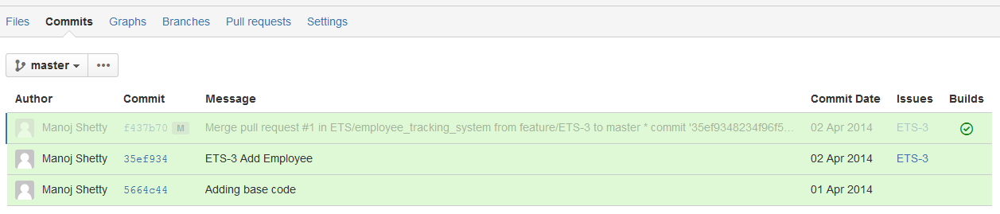 Files Commits Graphs Branches Pull requests Settings
master •••
Author Commit Message Commit Date Issues Builds
Manoj Shetty f437b70 M Merge pull request #1 in ETS/employee_tracking_system from feature/ETS-3 to master * commit '35ef9348234f96f5... 02 Apr 2014 ETS-3
Manoj Shetty 35ef934 ETS-3 Add Employee 02 Apr 2014 ETS-3
Manoj Shetty 5664c44 Adding base code 01 Apr 2014